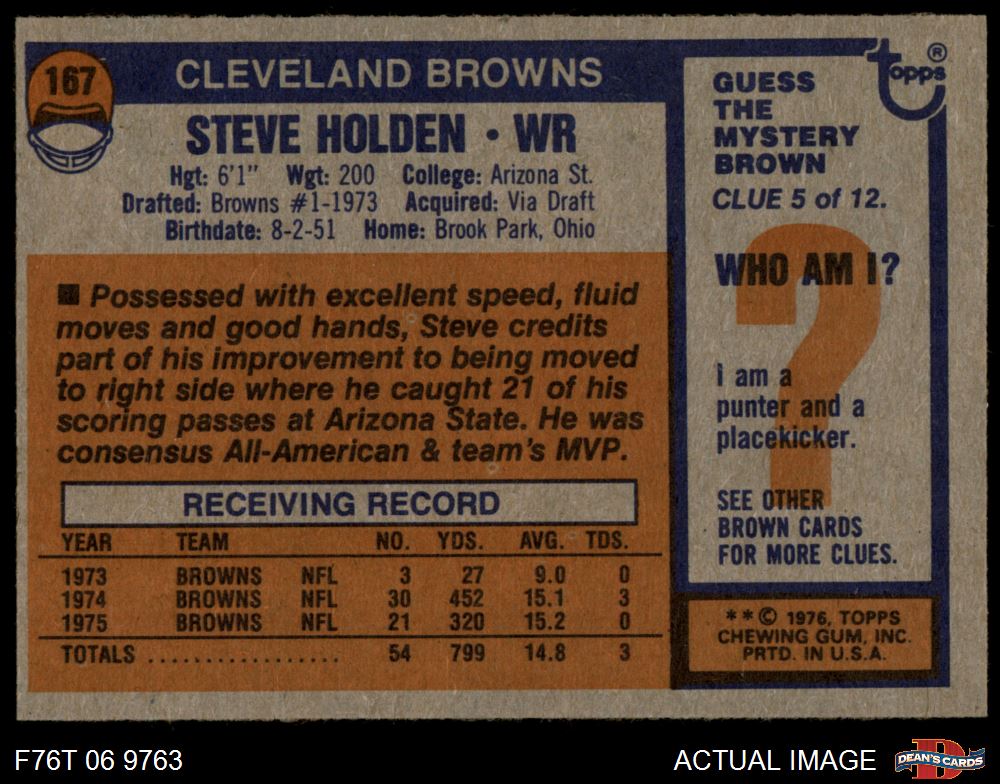 167
CLEVELAND BROWNS
STEVE HOLDEN • WR
Hgt: 6'1" Wgt: 200 College: Arizona St.
Drafted: Browns #1-1973 Acquired: Via Draft
Birthdate: 8-2-51 Home: Brook Park, Ohio
■ Possessed with excellent speed, fluid
moves and good hands, Steve credits
part of his improvement to being moved
to right side where he caught 21 of his
scoring passes at Arizona State. He was
consensus All-American & team's MVP.
RECEIVING RECORD
YEAR TEAM NO. YDS. AVG. TDS.
1973 BROWNS NFL 3 27 9.0 0
1974 BROWNS NFL 30 452 15.1 3
1975 BROWNS NFL 21 320 15.2 0
TOTALS .................. 54 799 14.8 3
topps ®
GUESS
THE
MYSTERY
BROWN
CLUE 5 of 12.
WHO AM I?
?
I am a
punter and a
placekicker.
SEE OTHER
BROWN CARDS
FOR MORE CLUES.
* * © 1976, TOPPS
CHEWING GUM, INC.
PRTD. IN U.S.A.
F76T 06 9763
ACTUAL IMAGE
D
DEAN'S CARDS